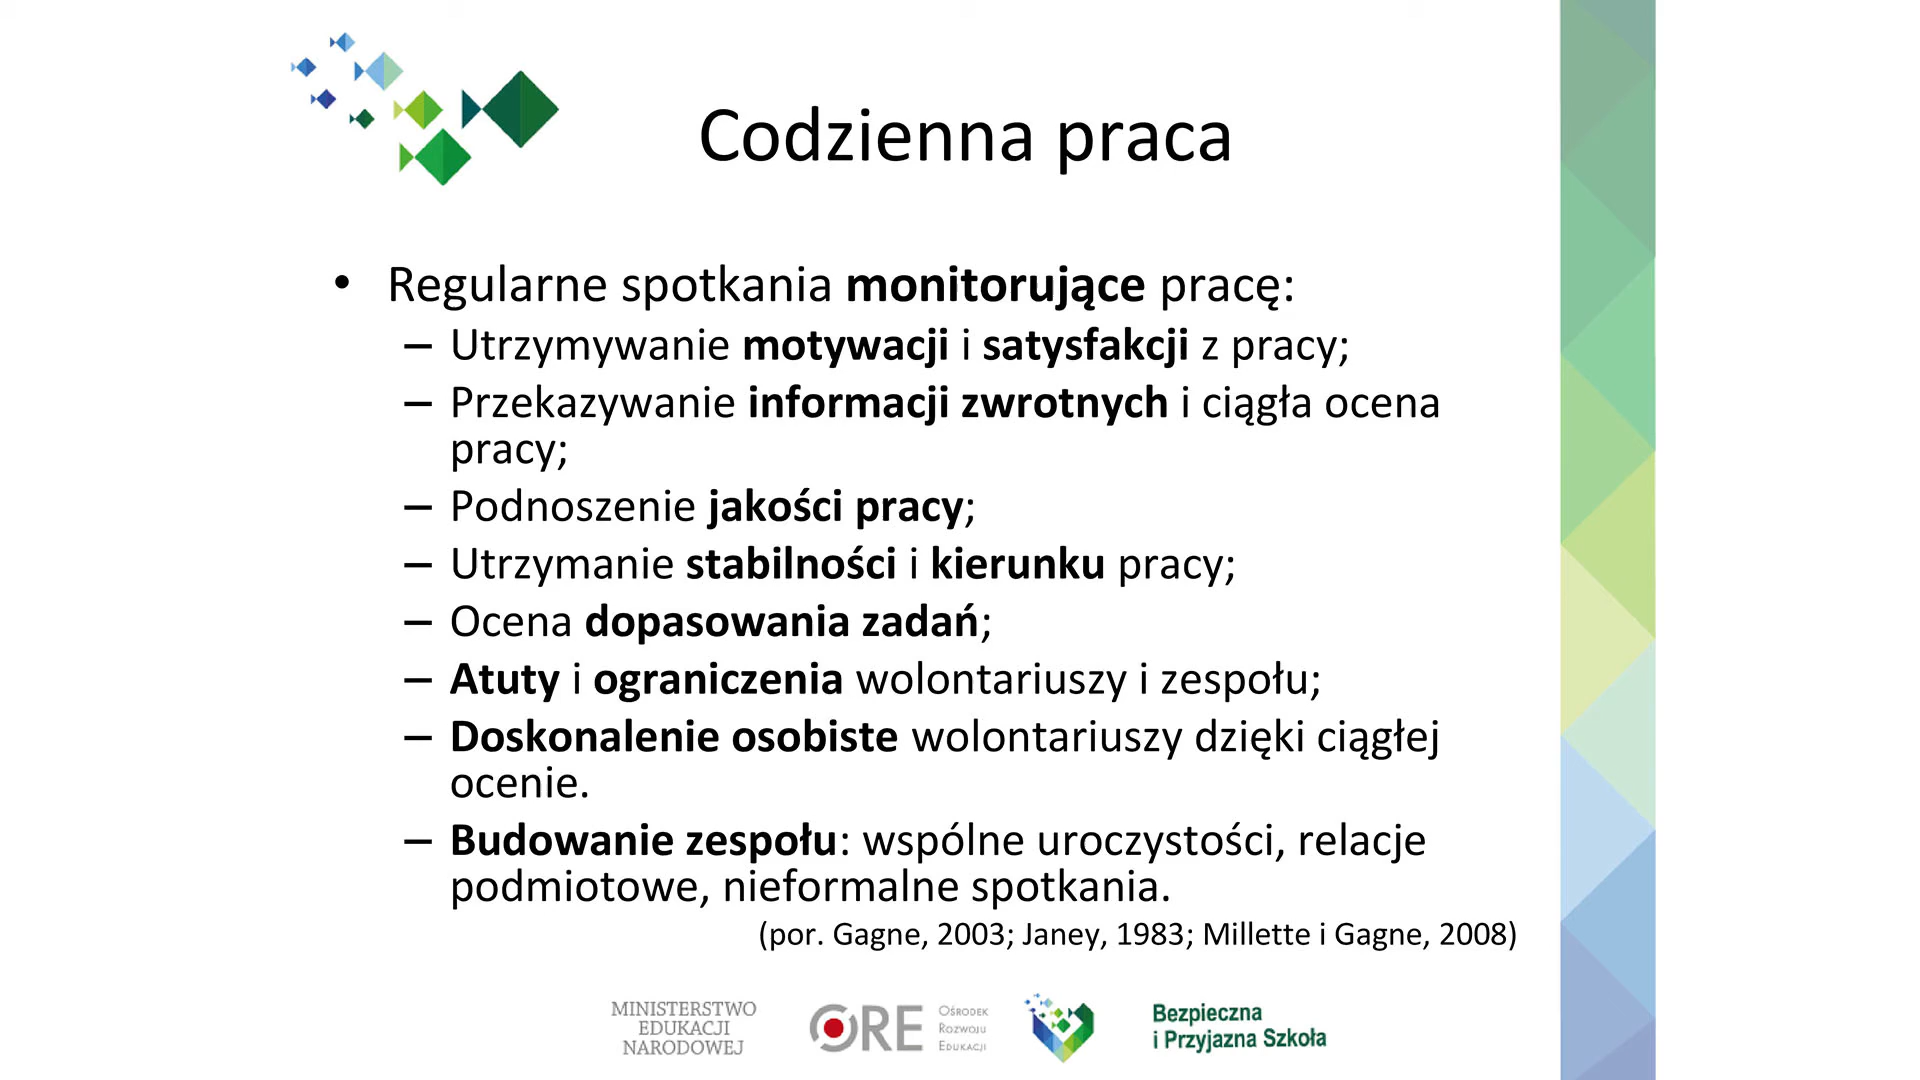 Codzienna praca
• Regularne spotkania monitorujące pracę:
– Utrzymywanie motywacji i satysfakcji z pracy;
– Przekazywanie informacji zwrotnych i ciągła ocena
pracy;
– Podnoszenie jakości pracy;
– Utrzymanie stabilności i kierunku pracy;
– Ocena dopasowania zadań;
– Atuty i ograniczenia wolontariuszy i zespołu;
– Doskonalenie osobiste wolontariuszy dzięki ciągłej
ocenie.
– Budowanie zespołu: wspólne uroczystości, relacje
podmiotowe, nieformalne spotkania.
(por. Gagne, 2003; Janey, 1983; Millette i Gagne, 2008)
MINISTERSTWO
EDUKACJI
NARODOWEJ
ORE
OŚRODEK
ROZWOJU
EDUKACJI
Bezpieczna
i Przyjazna Szkoła